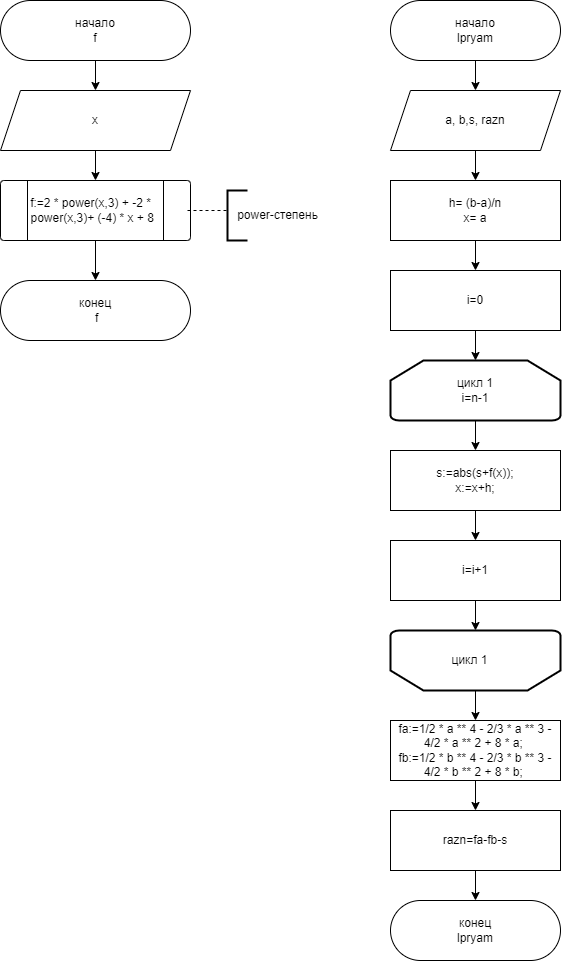 начало
f
x
f:=2 * power(x,3) + -2 *
power(x,3)+ (-4) * x + 8
power-степень
конец
f
начало
lpryam
a, b,s, razn
h= (b-a)/n
x= a
i=0
цикл 1
i=n-1
s:=abs(s+f(x));
x:=x+h;
i=i+1
цикл 1
fa:=1/2 * a ** 4 - 2/3 * a ** 3 -
4/2 * a ** 2 + 8 * a;
fb:=1/2 * b ** 4 - 2/3 * b ** 3 -
4/2 * b ** 2 + 8 * b;
razn=fa-fb-s
конец
lpryam